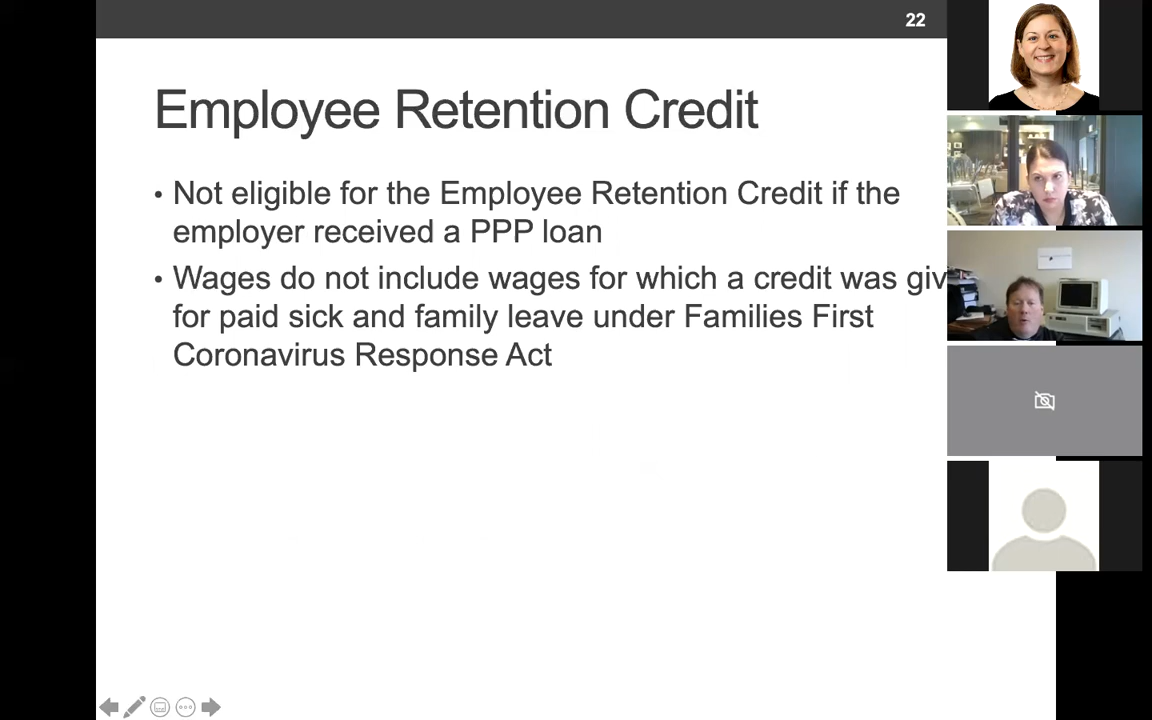 22
Employee Retention Credit
• Not eligible for the Employee Retention Credit if the
employer received a PPP loan
• Wages do not include wages for which a credit was giv
for paid sick and family leave under Families First
Coronavirus Response Act